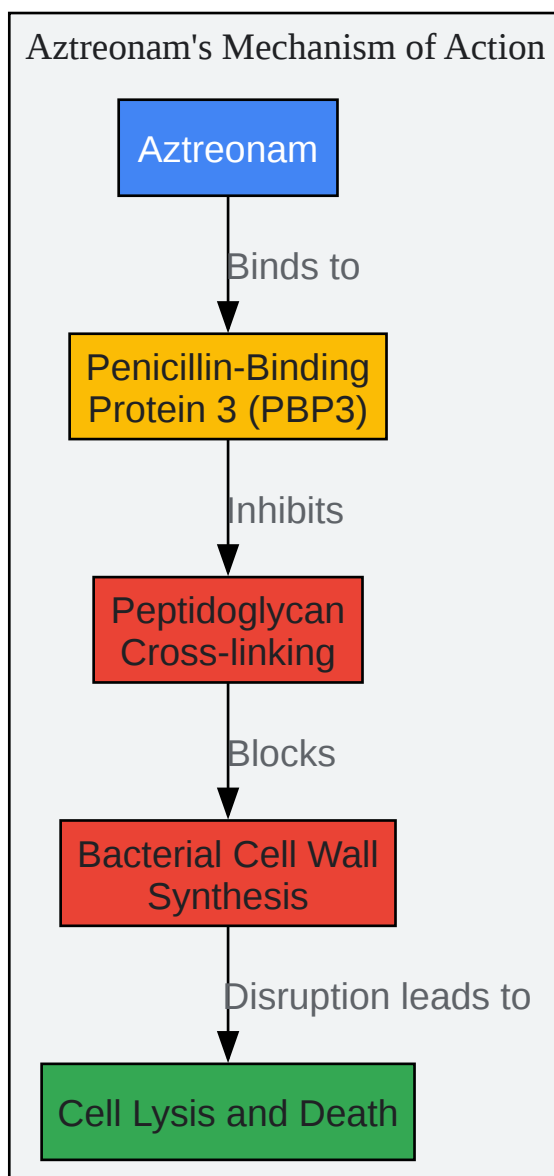 Aztreonam's Mechanism of Action
Aztreonam
Binds to
Penicillin-Binding
Protein 3 (PBP3)
Inhibits
Peptidoglycan
Cross-linking
Blocks
Bacterial Cell Wall
Synthesis
Disruption leads to
Cell Lysis and Death